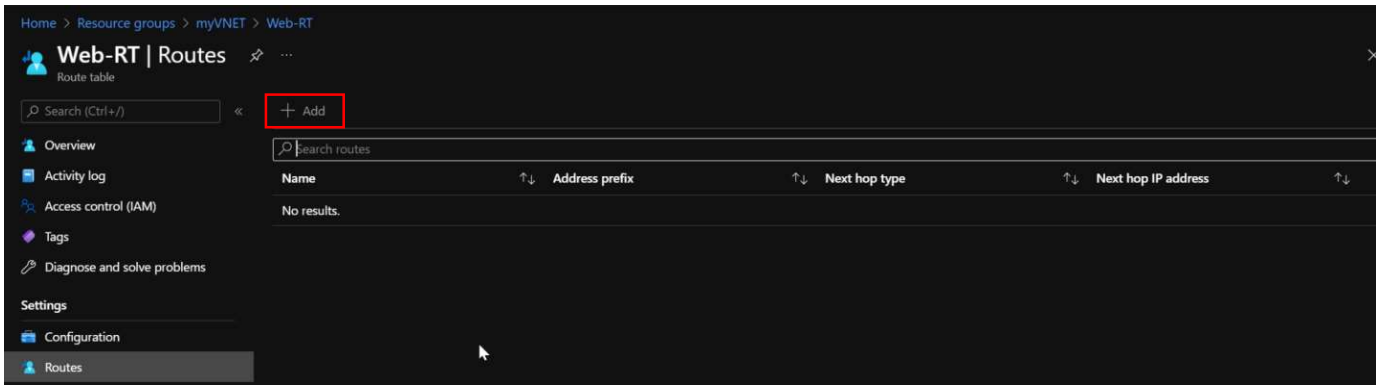 Home > Resource groups > myVNET > Web-RT
Web-RT | Routes ...
Route table
Search (Ctrl+/) «
+ Add
Search routes
Name Address prefix Next hop type Next hop IP address
No results.
Overview
Activity log
Access control (IAM)
Tags
Diagnose and solve problems
Settings
Configuration
Routes